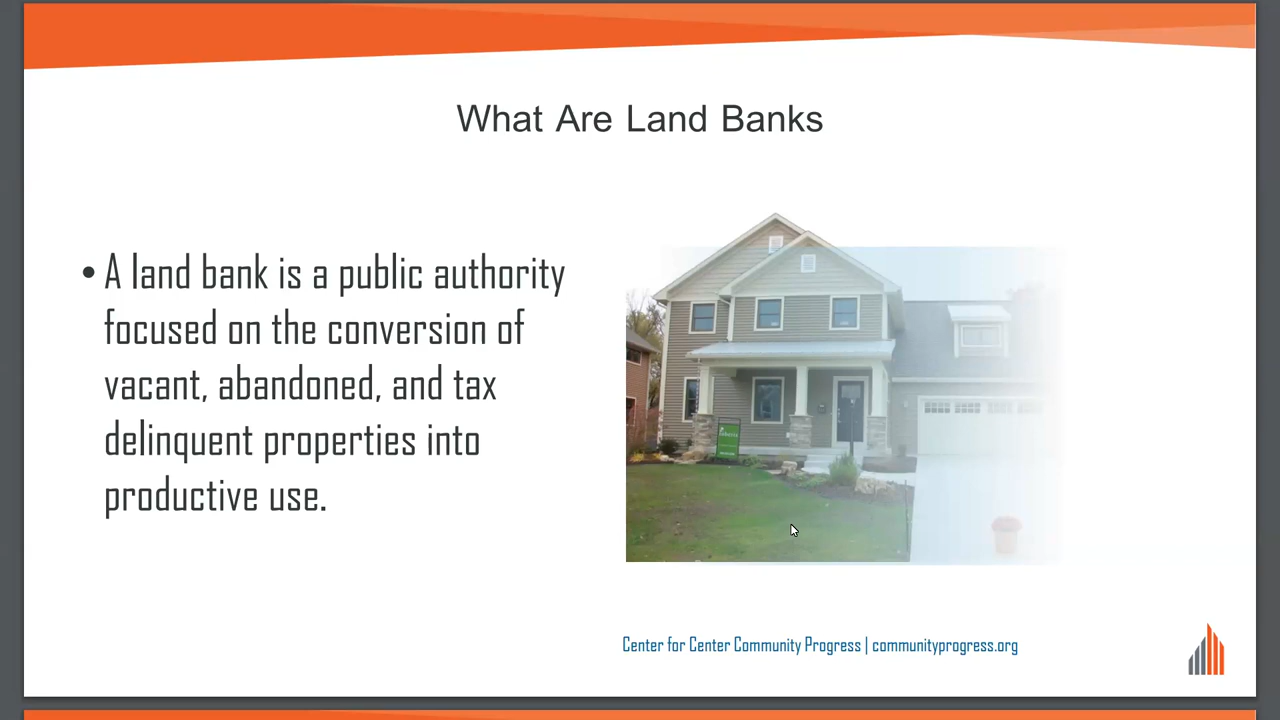 What Are Land Banks
• A land bank is a public authority
focused on the conversion of
vacant, abandoned, and tax
delinquent properties into
productive use.
Center for Center Community Progress | communityprogress.org